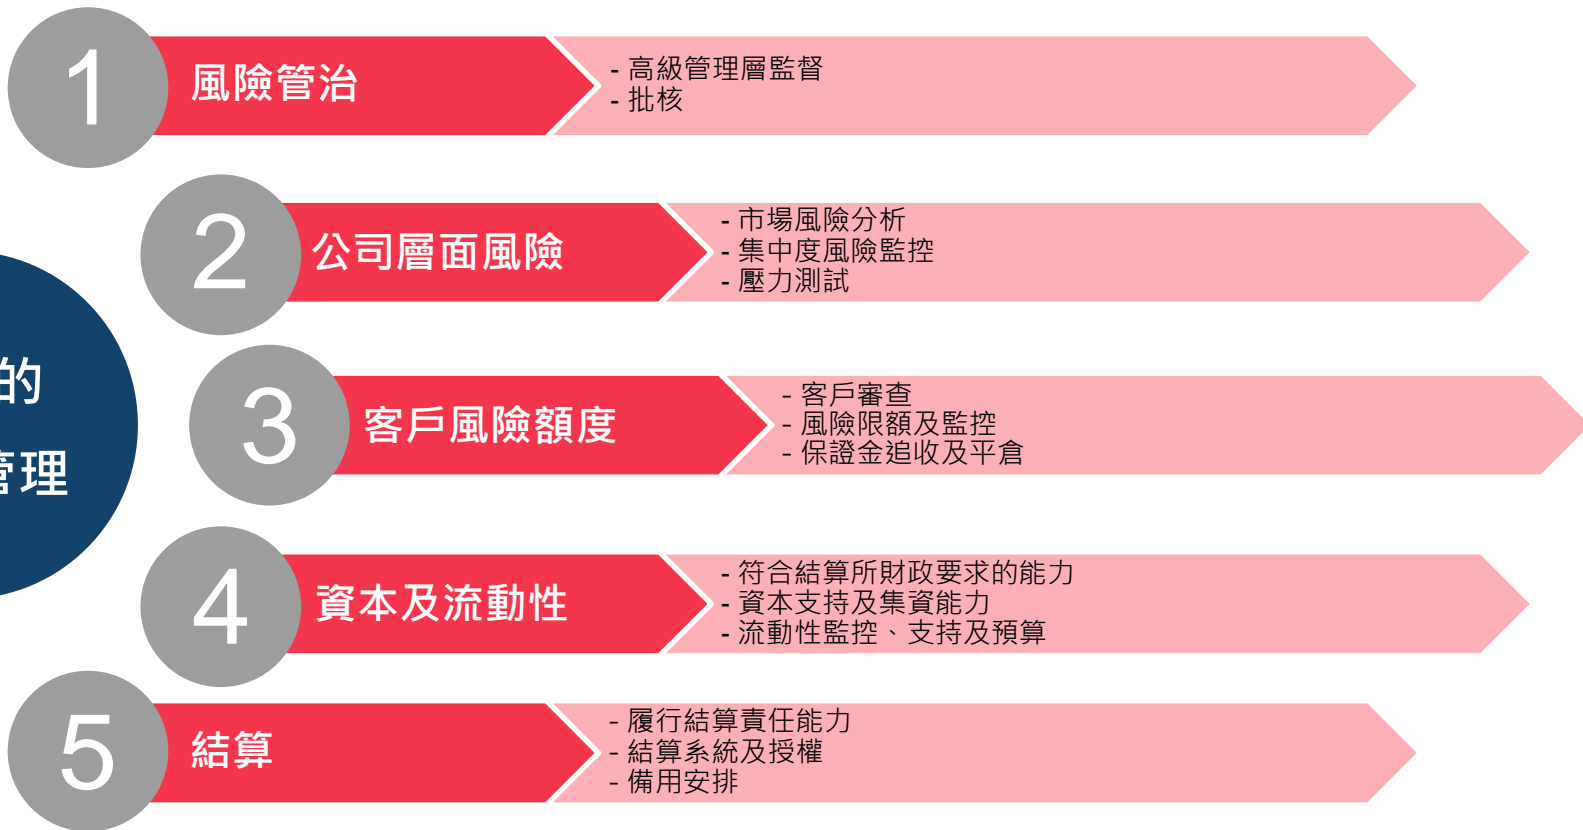 1
風險管治
- 高級管理層監督
- 批核
2
公司層面風險
- 市場風險分析
- 集中度風險監控
- 壓力測試
的
管理
3
客戶風險額度
- 客戶審查
- 風險限額及監控
- 保證金追收及平倉
4
資本及流動性
- 符合結算所財政要求的能力
- 資本支持及集資能力
- 流動性監控、支持及預算
5
結算
- 履行結算責任能力
- 結算系統及授權
- 備用安排